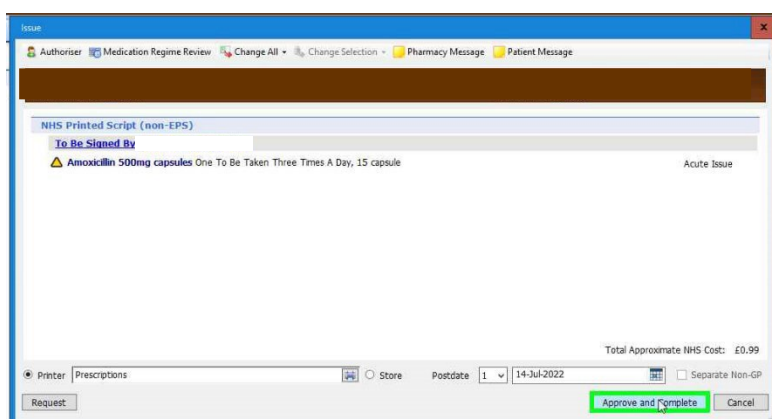 Issue x
Authoriser Medication Regime Review Change All Change Selection Pharmacy Message Patient Message
NHS Printed Script (non-EPS)
To Be Signed By
Amoxicillin 500mg capsules One To Be Taken Three Times A Day, 15 capsule Acute Issue
Total Approximate NHS Cost: £0.99
Printer Prescriptions Store Postdate 1 14-Jul-2022 Separate Non-GP
Request Approve and Complete Cancel